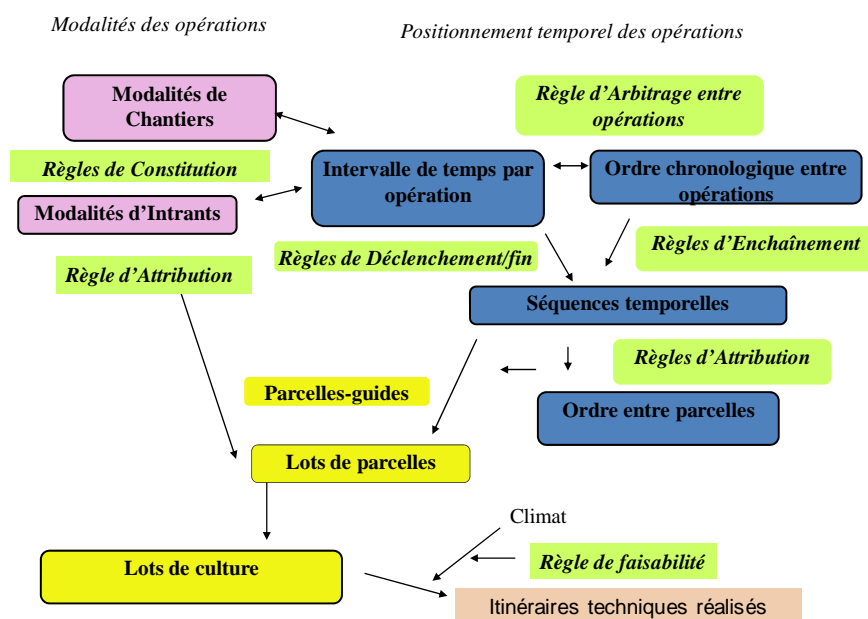 Modalités des opérations
Positionnement temporel des opérations
Modalités de
Chantiers
Règle d’Arbitrage entre
opérations
Règles de Constitution
Intervalle de temps par
opération
Ordre chronologique entre
opérations
Modalités d’Intrants
Règles de Déclenchement/fin
Règles d’Enchaînement
Règle d’Attribution
Séquences temporelles
Règles d’Attribution
Parcelles-guides
Ordre entre parcelles
Lots de parcelles
Climat
Lots de culture
Règle de faisabilité
Itinéraires techniques réalisés